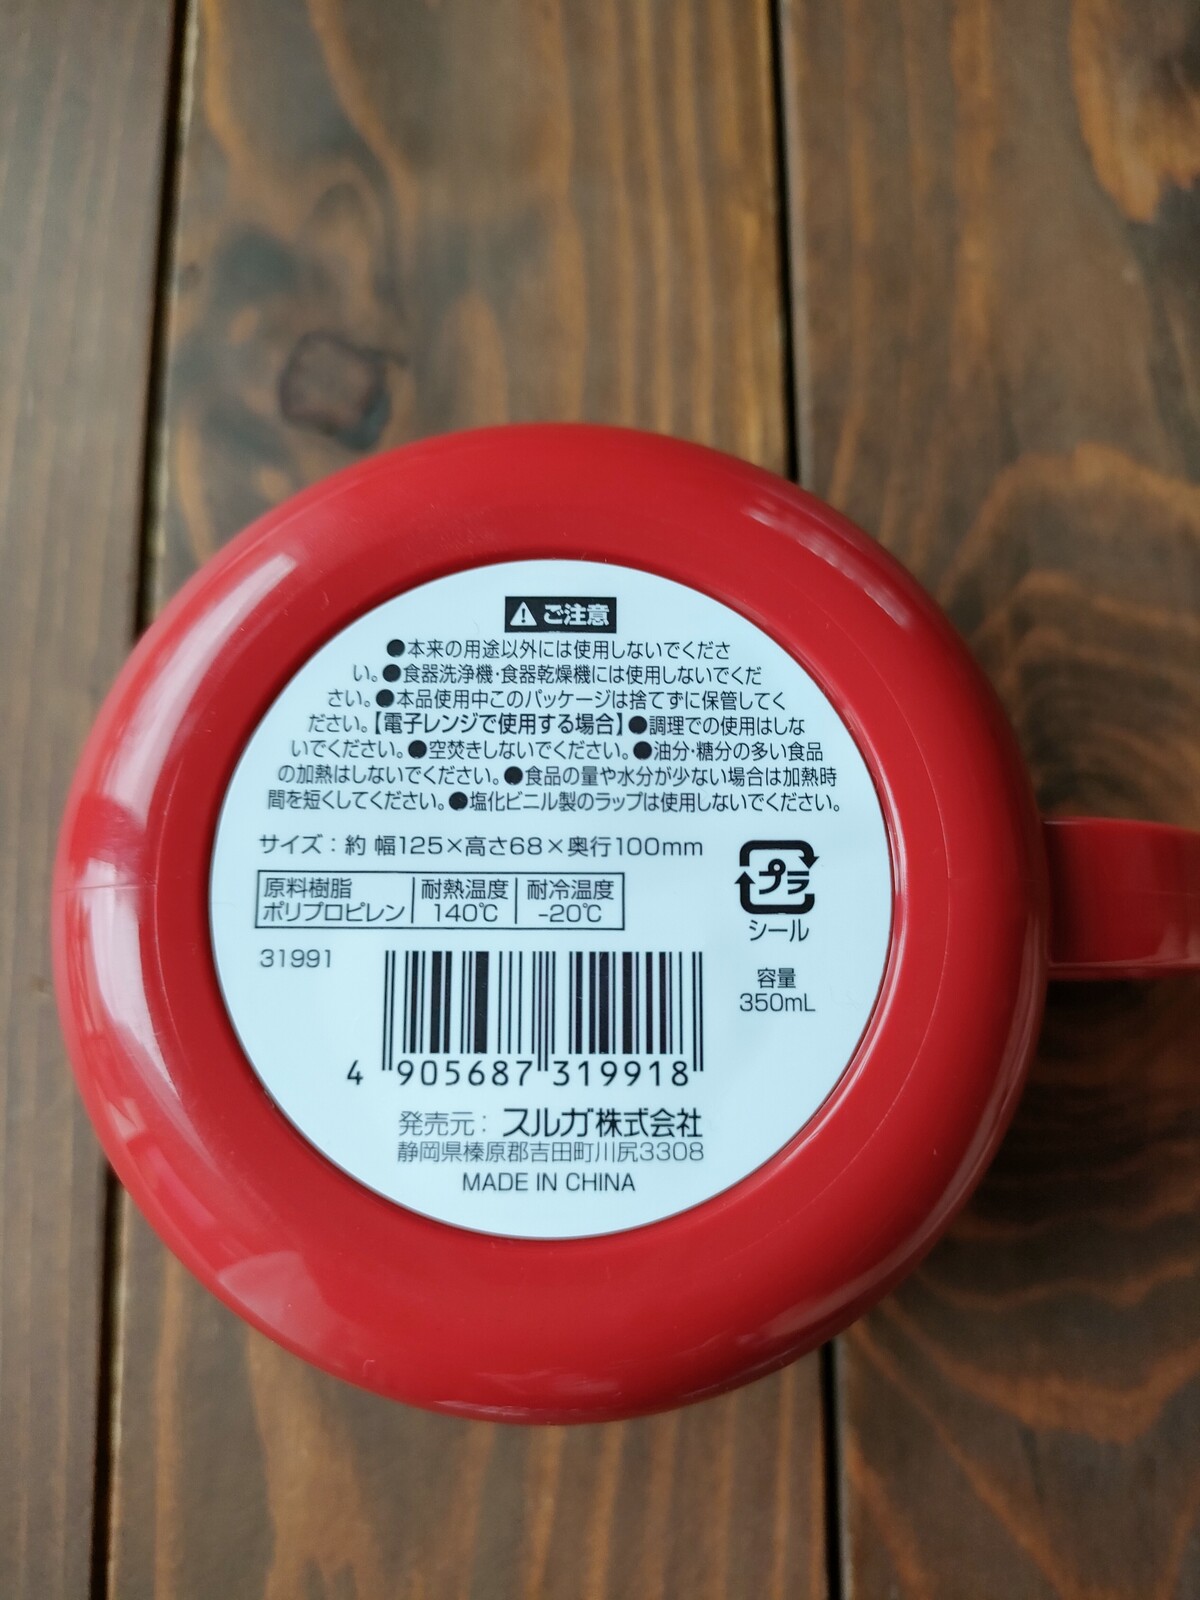 ⚠ ご注意
●本来の用途以外には使用しないでくださ
い。●食器洗浄機・食器乾燥機には使用しないでくだ
さい。●本品使用中このパッケージは捨てずに保管してく
ださい。【電子レンジで使用する場合】●調理での使用はしな
いでください。●空焚きしないでください。●油分・糖分の多い食品
の加熱はしないでください。●食品の量や水分が少ない場合は加熱時
間を短くしてください。●塩化ビニル製のラップは使用しないでください。
サイズ：約 幅125×高さ68×奥行100mm
原料樹脂 耐熱温度 耐冷温度
ポリプロピレン 140℃ -20℃
プラ
シール
31991
容量
350mL
4 905687 319918
発売元：スルガ株式会社
静岡県榛原郡吉田町川尻3308
MADE IN CHINA